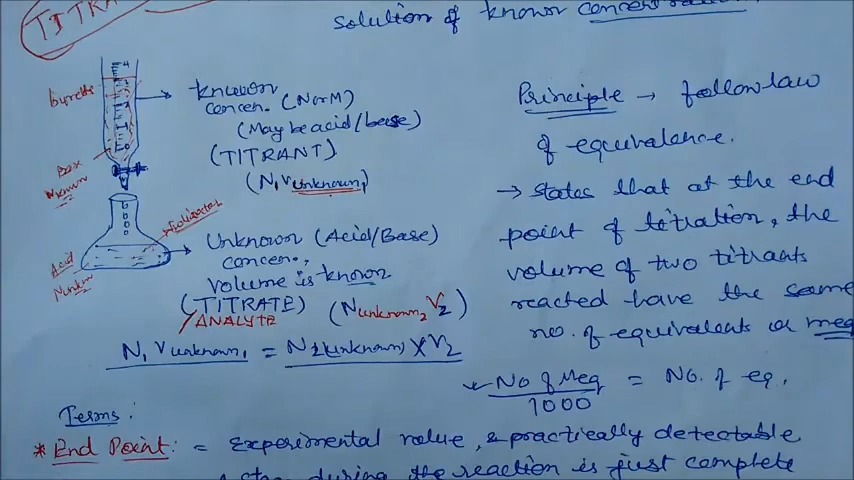 TITRA
solution of known concentration
burette
known
concen. (N or M)
(May be acid/base)
(TITRANT)
(N, V unknown,)
Base
Indicator
Acid
Unknown (Acid/Base)
concen.,
volume is known
(TITRATE) (N unknown2 V2)
/ANALYTE
N1 V unknown1 = N2(unknown) X V2
Principle → follow law
of equivalence.
→ states that at the end
point of titration, the
volume of two titrants
reacted have the same
no. of equivalents or meq
No of Meq = No. of eq.
1000
Terms:
* End Point: = Experimental value, & practically detectable
during the reaction is just complete